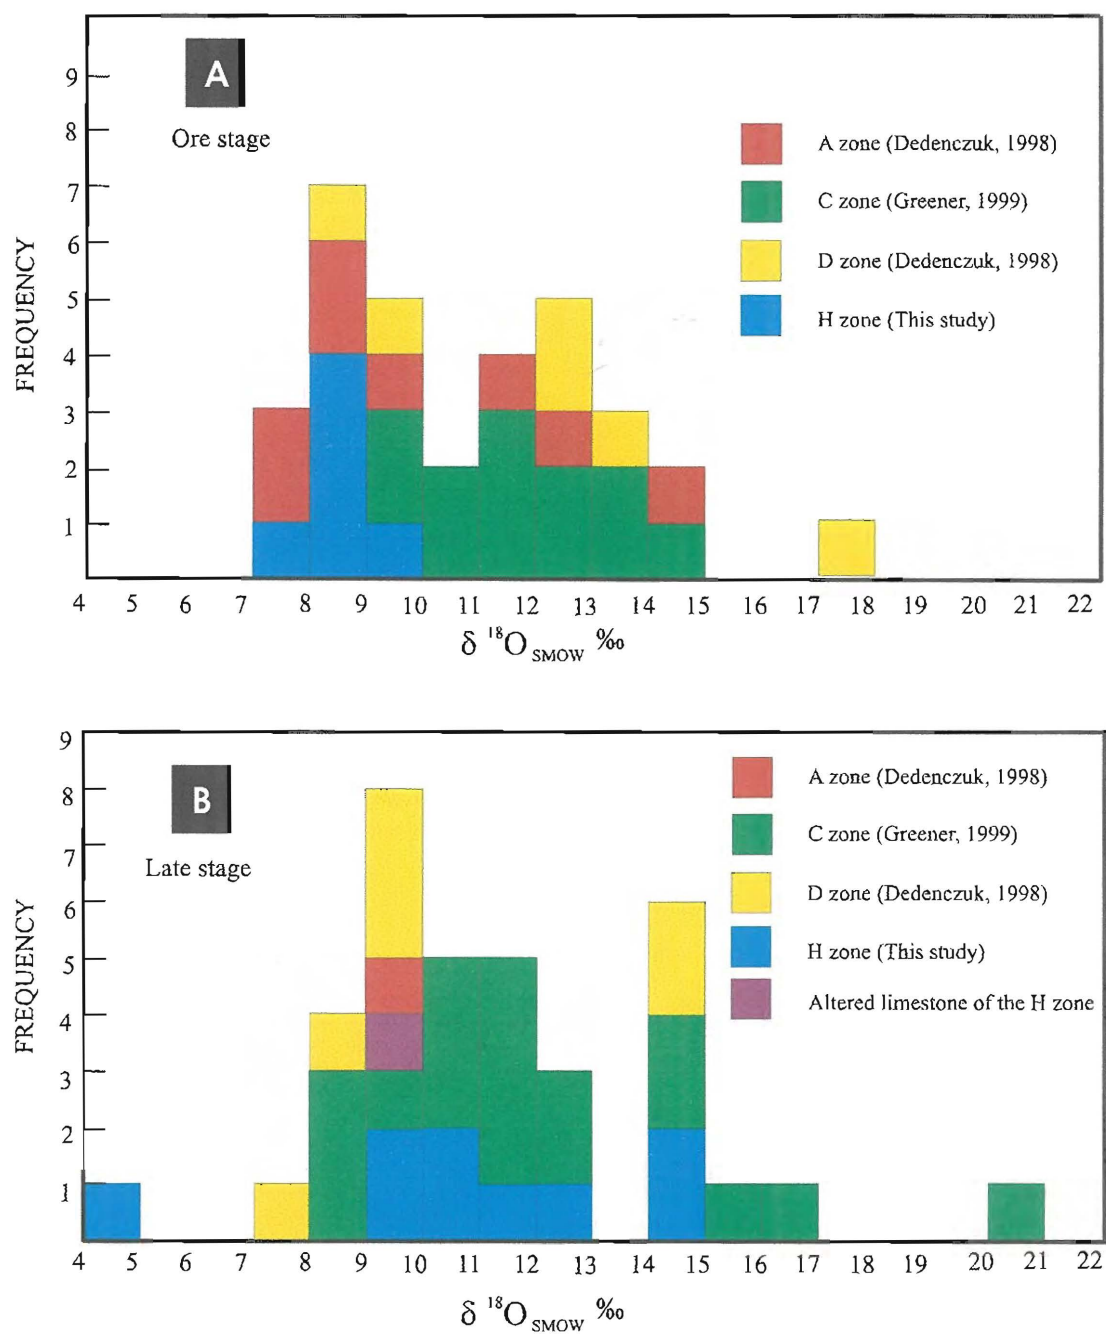 A
Ore stage
9
8
7
6
5
4
3
2
1
FREQUENCY
A zone (Dedenczuk, 1998)
C zone (Greener, 1999)
D zone (Dedenczuk, 1998)
H zone (This study)
4 5 6 7 8 9 10 11 12 13 14 15 16 17 18 19 20 21 22
δ ¹⁸O SMOW ‰
B
Late stage
9
8
7
6
5
4
3
2
1
FREQUENCY
A zone (Dedenczuk, 1998)
C zone (Greener, 1999)
D zone (Dedenczuk, 1998)
H zone (This study)
Altered limestone of the H zone
4 5 6 7 8 9 10 11 12 13 14 15 16 17 18 19 20 21 22
δ ¹⁸O SMOW ‰